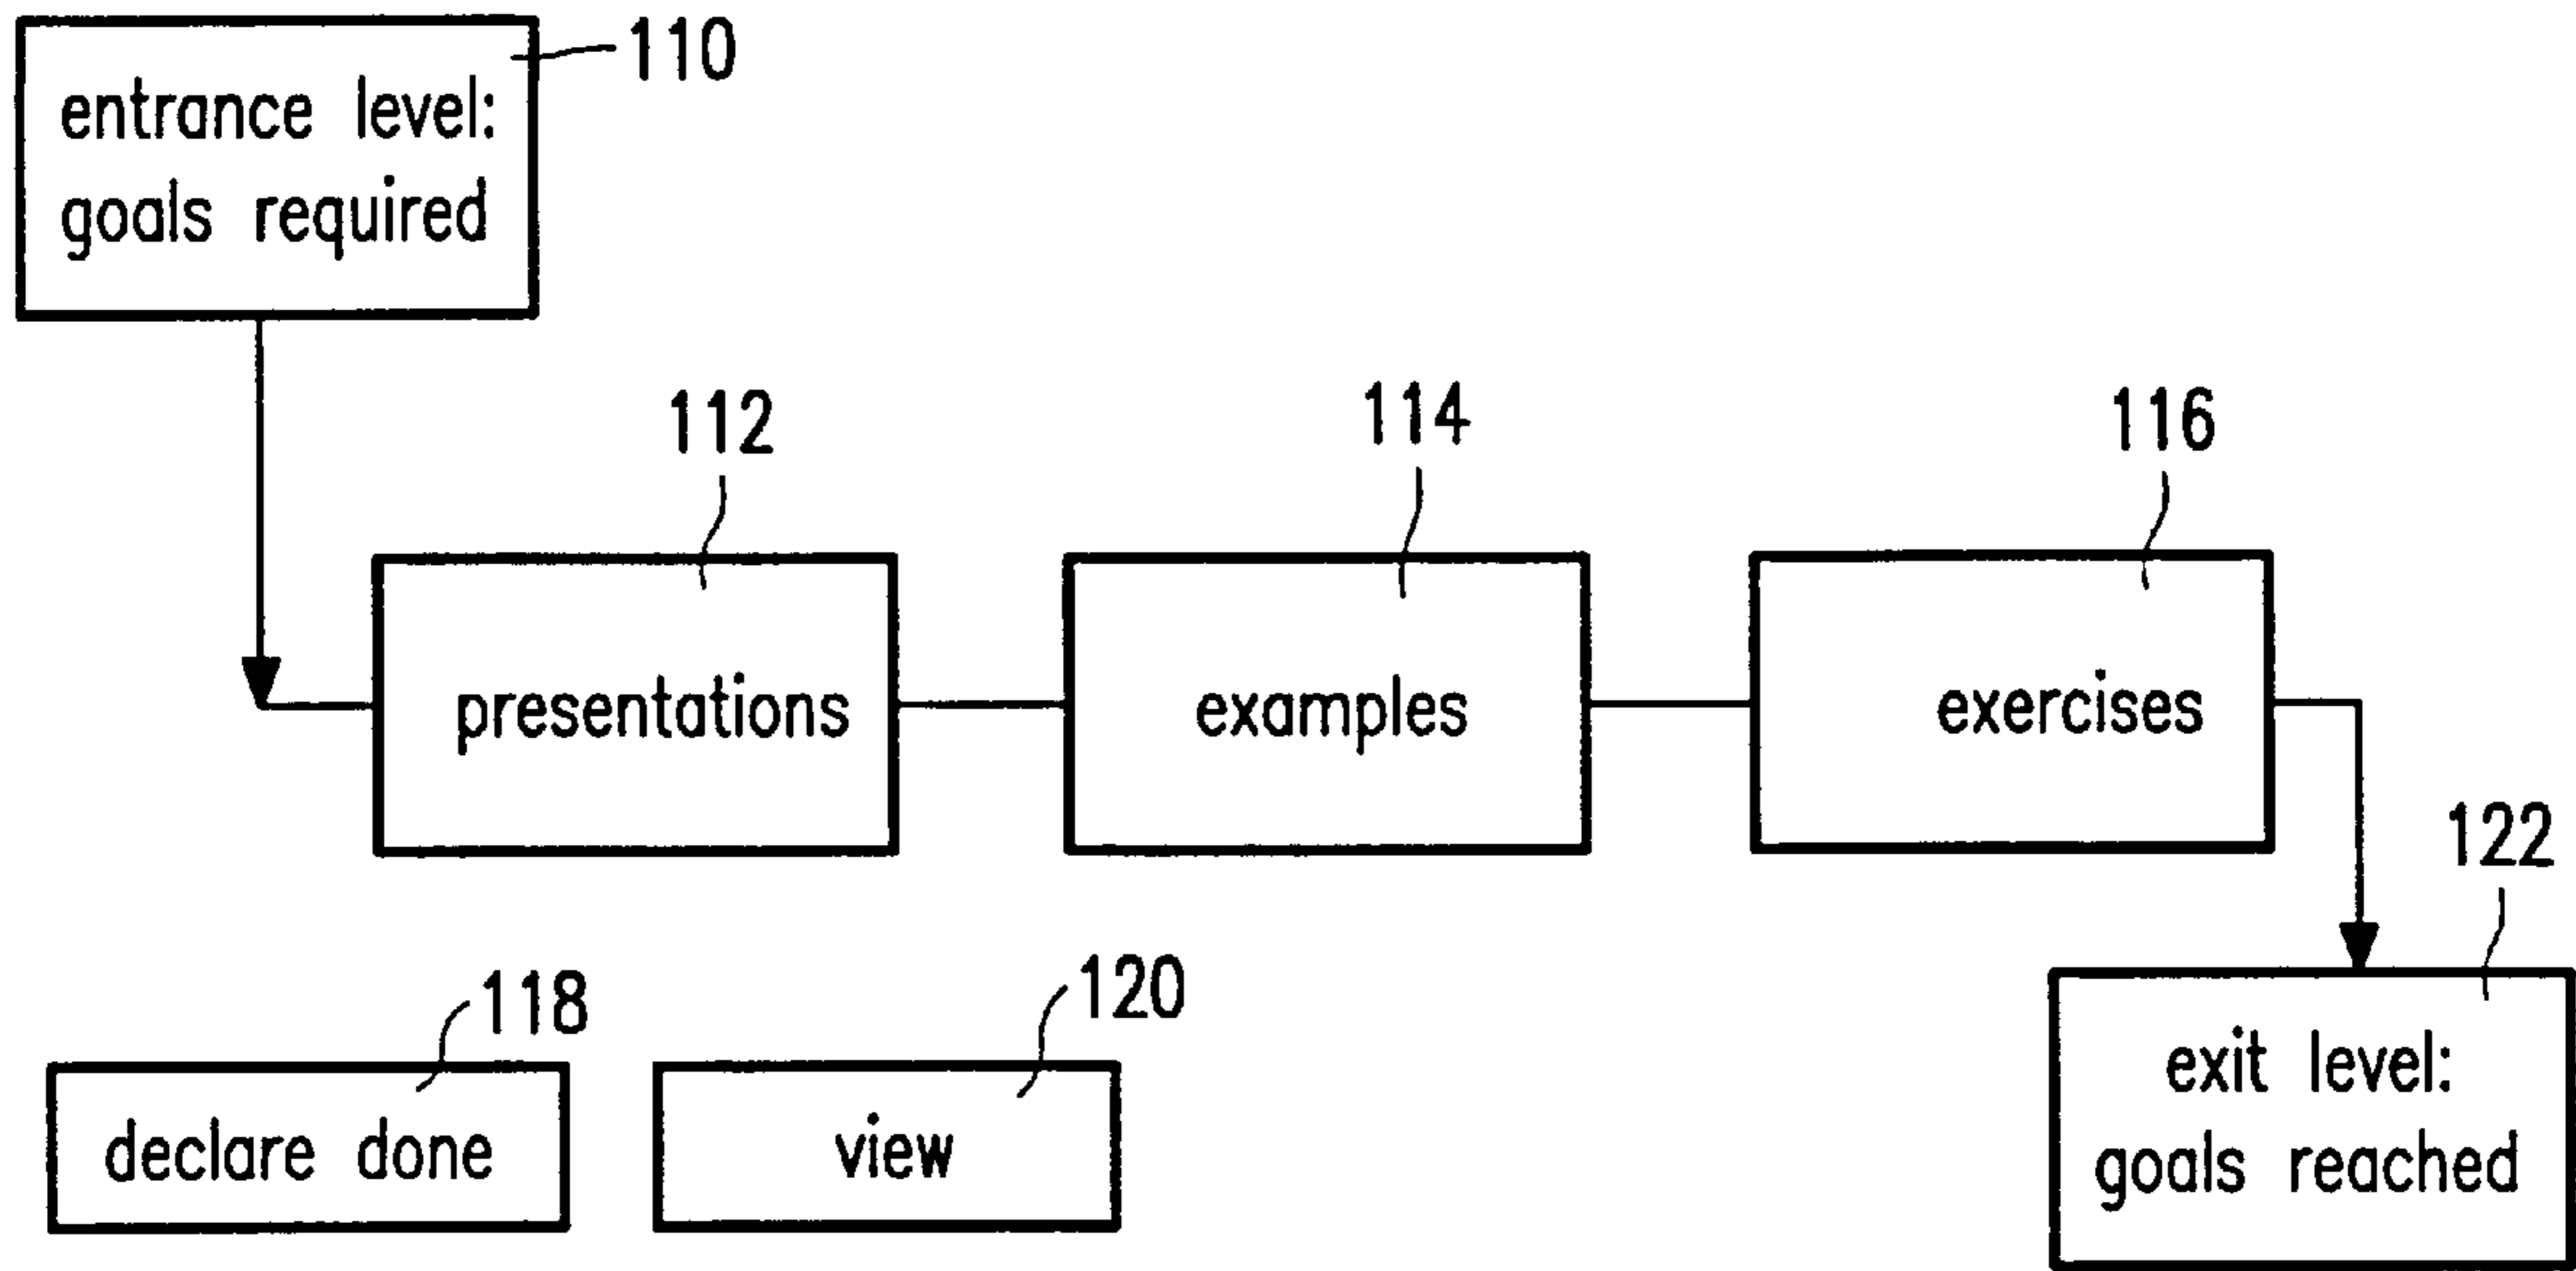 110
entrance level:
goals required
112
114
116
presentations
examples
exercises
122
118
120
declare done
view
exit level:
goals reached